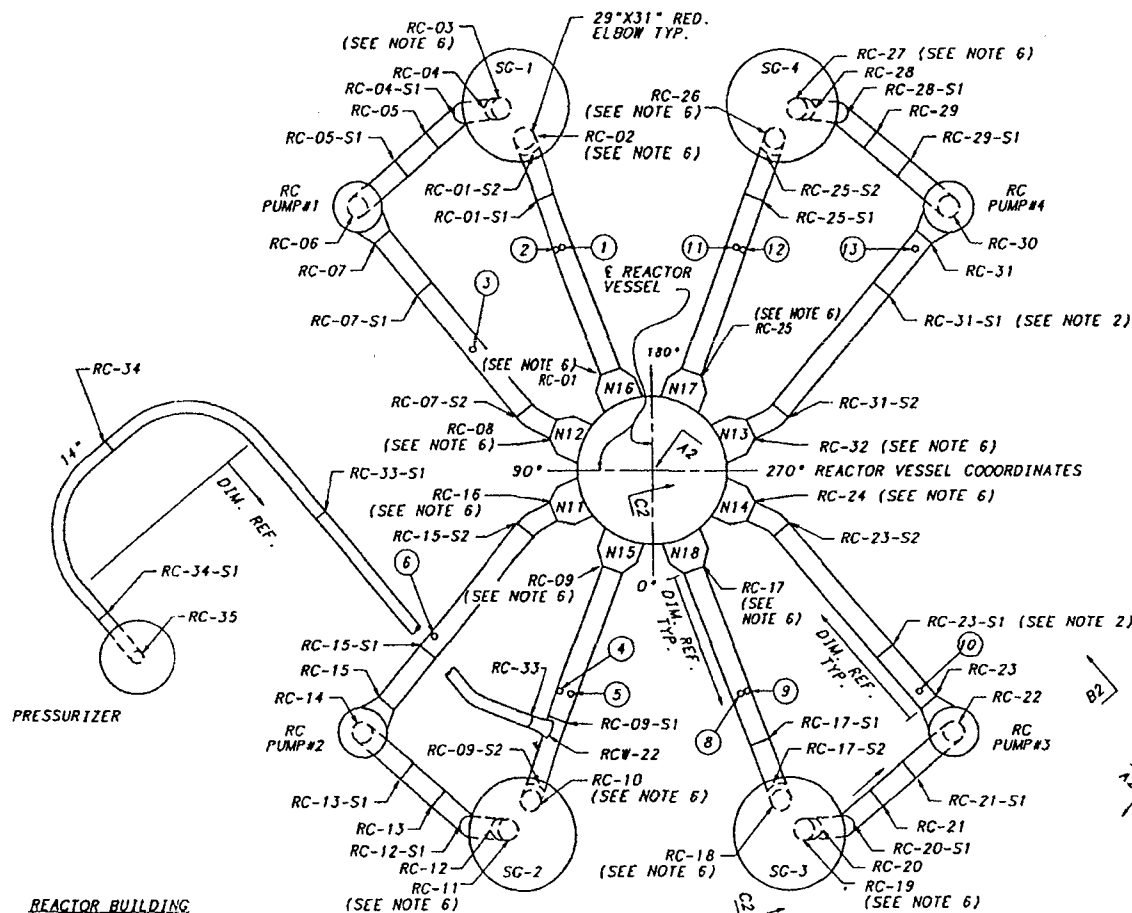 RC-03
(SEE NOTE 6)
RC-04
RC-04-S1
RC-05
RC-05-S1
SG-1
29"X31" RED.
ELBOW TYP.
RC-02
(SEE NOTE 6)
RC-01-S2
RC-01-S1
RC
PUMP#1
RC-06
RC-07
RC-07-S1
2
1
3
SG-4
RC-27 (SEE NOTE 6)
RC-28
RC-28-S1
RC-29
RC-29-S1
RC-26
(SEE NOTE 6)
RC-25-S2
RC-25-S1
RC
PUMP#4
RC-30
RC-31
11
12
13
RC-31-S1 (SEE NOTE 2)
℄ REACTOR
VESSEL
(SEE NOTE 6)
RC-25
(SEE NOTE 6)
RC-01
180°
N16
N17
RC-07-S2
RC-08
(SEE NOTE 6)
N12
N13
RC-31-S2
RC-32 (SEE NOTE 6)
A2
90°
270° REACTOR VESSEL COOORDINATES
C2
RC-34
14"
RC-33-S1
DIM. REF.
RC-34-S1
RC-35
PRESSURIZER
RC-16
(SEE NOTE 6)
RC-15-S2
N11
N14
RC-24 (SEE NOTE 6)
RC-23-S2
N15
N18
0°
6
RC-09
(SEE NOTE 6)
RC-17
(SEE
NOTE 6)
DIM. REF.
TYP.
DIM. REF.
TYP.
RC-23-S1 (SEE NOTE 2)
10
RC-23
RC-22
B2
RC-15-S1
RC-15
RC-14
RC
PUMP#2
RC-33
4
5
RC-09-S1
RCW-22
RC-09-S2
RC-10
(SEE NOTE 6)
8
9
RC-17-S1
RC-17-S2
RC
PUMP#3
RC-13-S1
RC-13
RC-12-S1
RC-12
RC-11
(SEE NOTE 6)
SG-2
RC-18
(SEE NOTE 6)
SG-3
RC-21-S1
RC-21
RC-20-S1
RC-20
RC-19
(SEE NOTE 6)
C2
REACTOR BUILDING